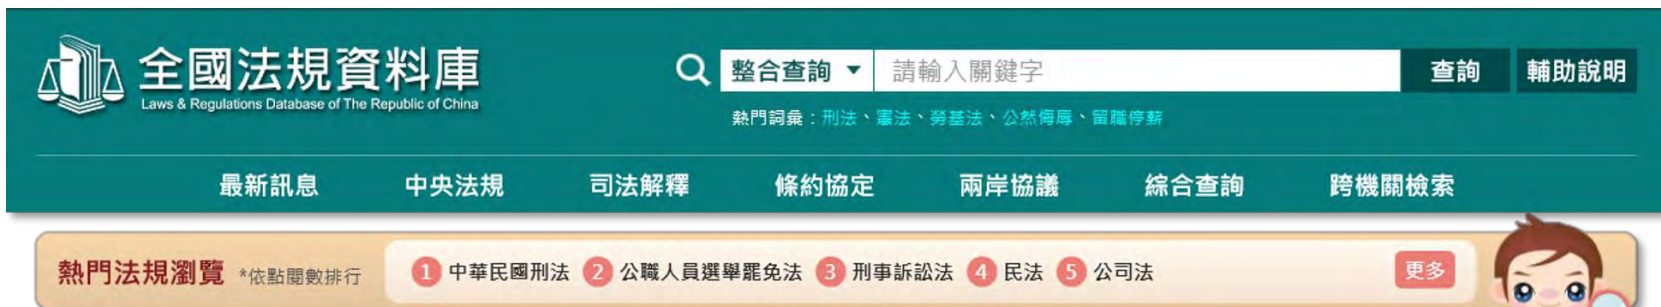 全國法規資料庫
Laws & Regulations Database of The Republic of China
整合查詢 請輸入關鍵字 查詢 輔助說明
熱門詞彙：刑法、憲法、勞基法、公然侮辱、留職停薪
最新訊息 中央法規 司法解釋 條約協定 兩岸協議 綜合查詢 跨機關檢索
熱門法規瀏覽 *依點閱數排行 1 中華民國刑法 2 公職人員選舉罷免法 3 刑事訴訟法 4 民法 5 公司法 更多